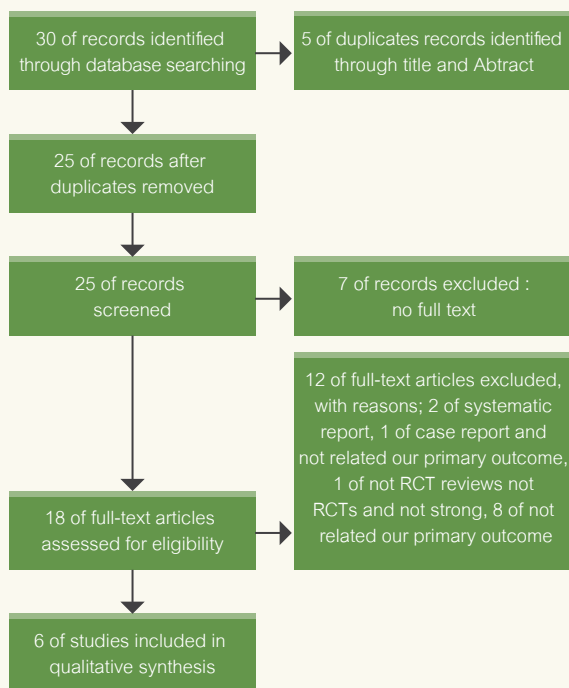 30 of records identified
through database searching
5 of duplicates records identified
through title and Abtract
25 of records after
duplicates removed
25 of records
screened
7 of records excluded :
no full text
12 of full-text articles excluded,
with reasons; 2 of systematic
report, 1 of case report and
not related our primary outcome,
1 of not RCT reviews not
RCTs and not strong, 8 of not
related our primary outcome
18 of full-text articles
assessed for eligibility
6 of studies included in
qualitative synthesis